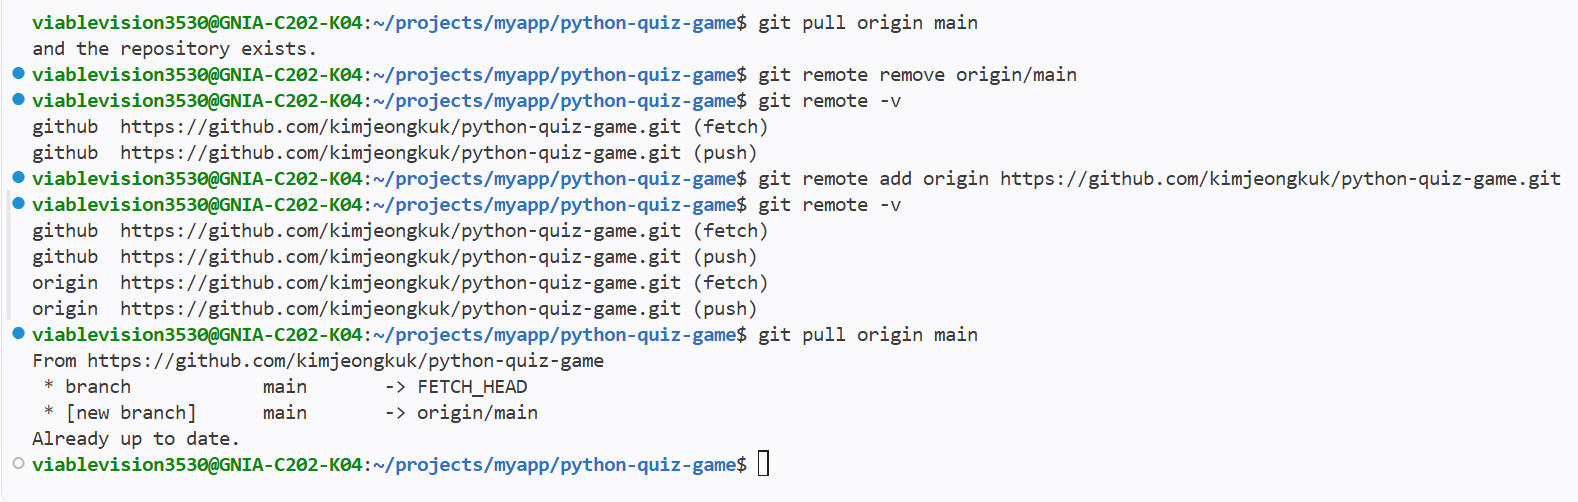 viablevision3530@GNIA-C202-K04:~/projects/myapp/python-quiz-game$ git pull origin main
and the repository exists.
viablevision3530@GNIA-C202-K04:~/projects/myapp/python-quiz-game$ git remote remove origin/main
viablevision3530@GNIA-C202-K04:~/projects/myapp/python-quiz-game$ git remote -v
github  https://github.com/kimjeongkuk/python-quiz-game.git (fetch)
github  https://github.com/kimjeongkuk/python-quiz-game.git (push)
viablevision3530@GNIA-C202-K04:~/projects/myapp/python-quiz-game$ git remote add origin https://github.com/kimjeongkuk/python-quiz-game.git
viablevision3530@GNIA-C202-K04:~/projects/myapp/python-quiz-game$ git remote -v
github  https://github.com/kimjeongkuk/python-quiz-game.git (fetch)
github  https://github.com/kimjeongkuk/python-quiz-game.git (push)
origin  https://github.com/kimjeongkuk/python-quiz-game.git (fetch)
origin  https://github.com/kimjeongkuk/python-quiz-game.git (push)
viablevision3530@GNIA-C202-K04:~/projects/myapp/python-quiz-game$ git pull origin main
From https://github.com/kimjeongkuk/python-quiz-game
 * branch            main       -> FETCH_HEAD
 * [new branch]      main       -> origin/main
Already up to date.
viablevision3530@GNIA-C202-K04:~/projects/myapp/python-quiz-game$